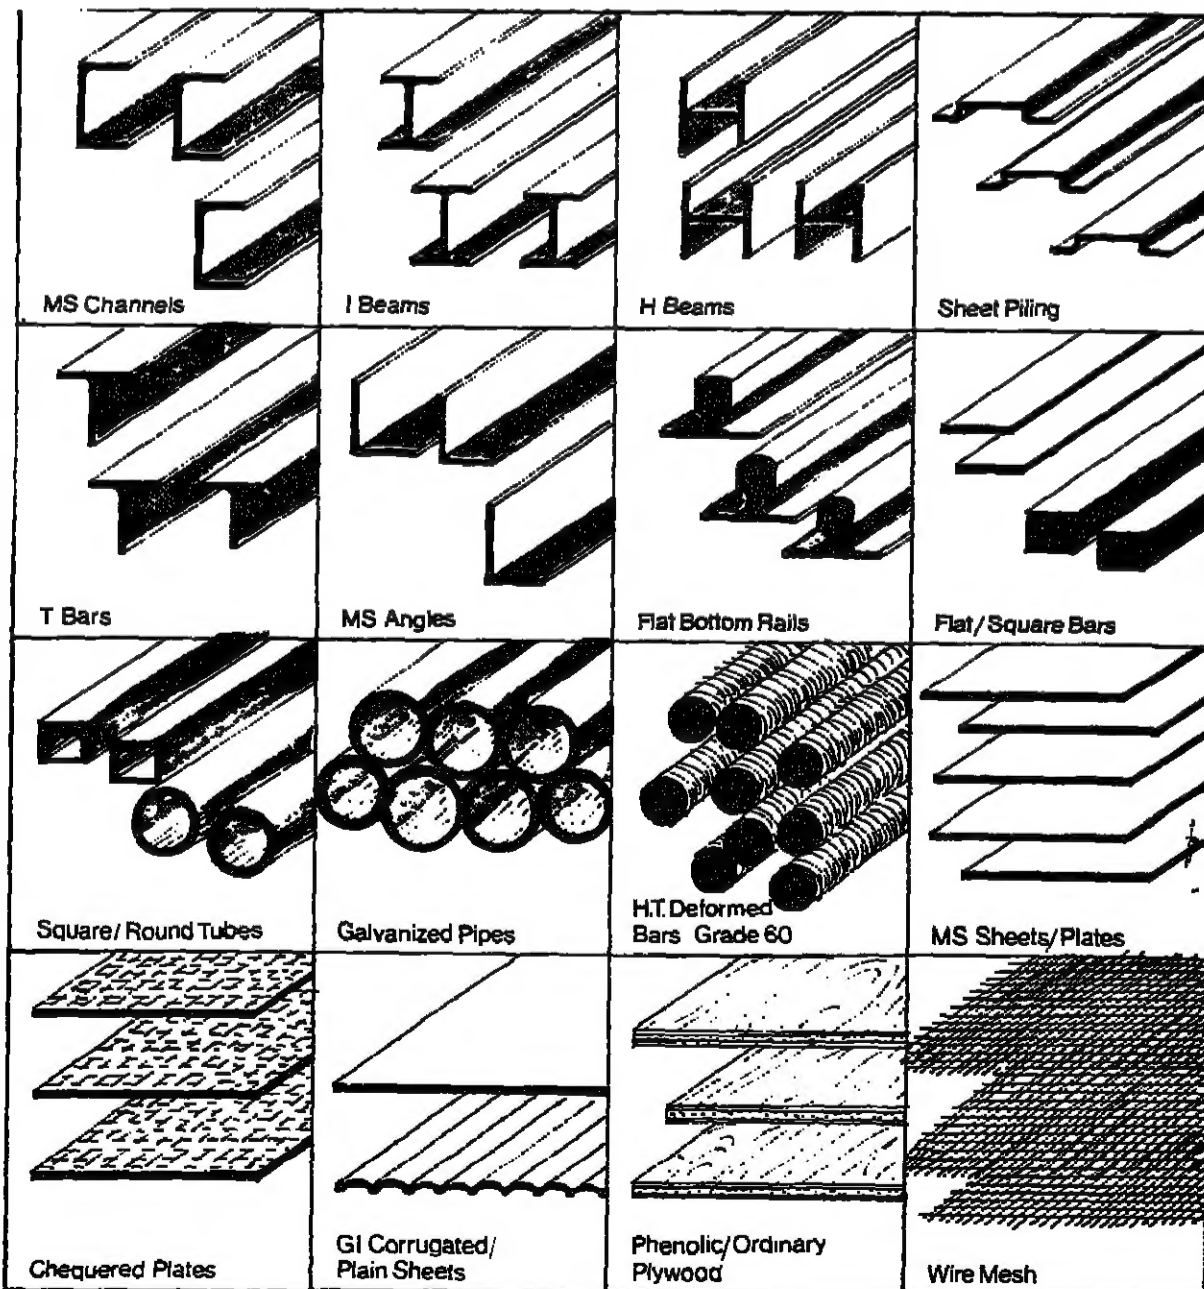 MS Channels
I Beams
H Beams
Sheet Piling
T Bars
MS Angles
Flat Bottom Rails
Flat/Square Bars
Square/Round Tubes
Galvanized Pipes
H.T. Deformed
Bars Grade 60
MS Sheets/Plates
Chequered Plates
GI Corrugated/
Plain Sheets
Phenolic/Ordinary
Plywood
Wire Mesh